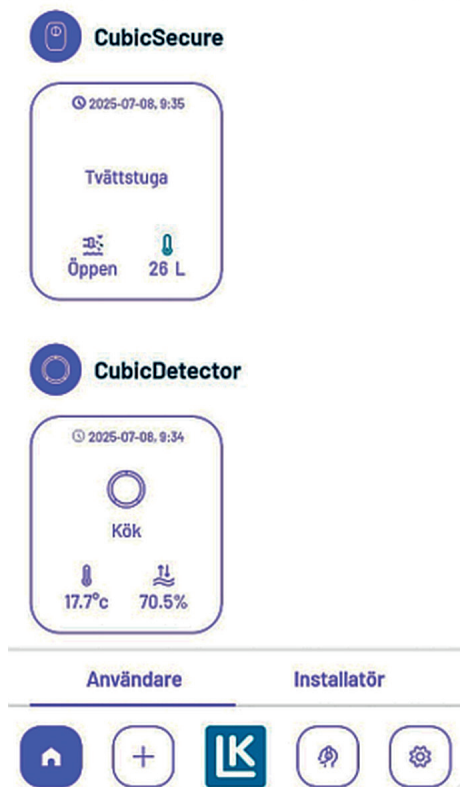 CubicSecure
2025-07-08, 9:35
Tvättstuga
Öppen 26 L
CubicDetector
2025-07-08, 9:34
Kök
17.7°c 70.5%
Användare Installatör
LK